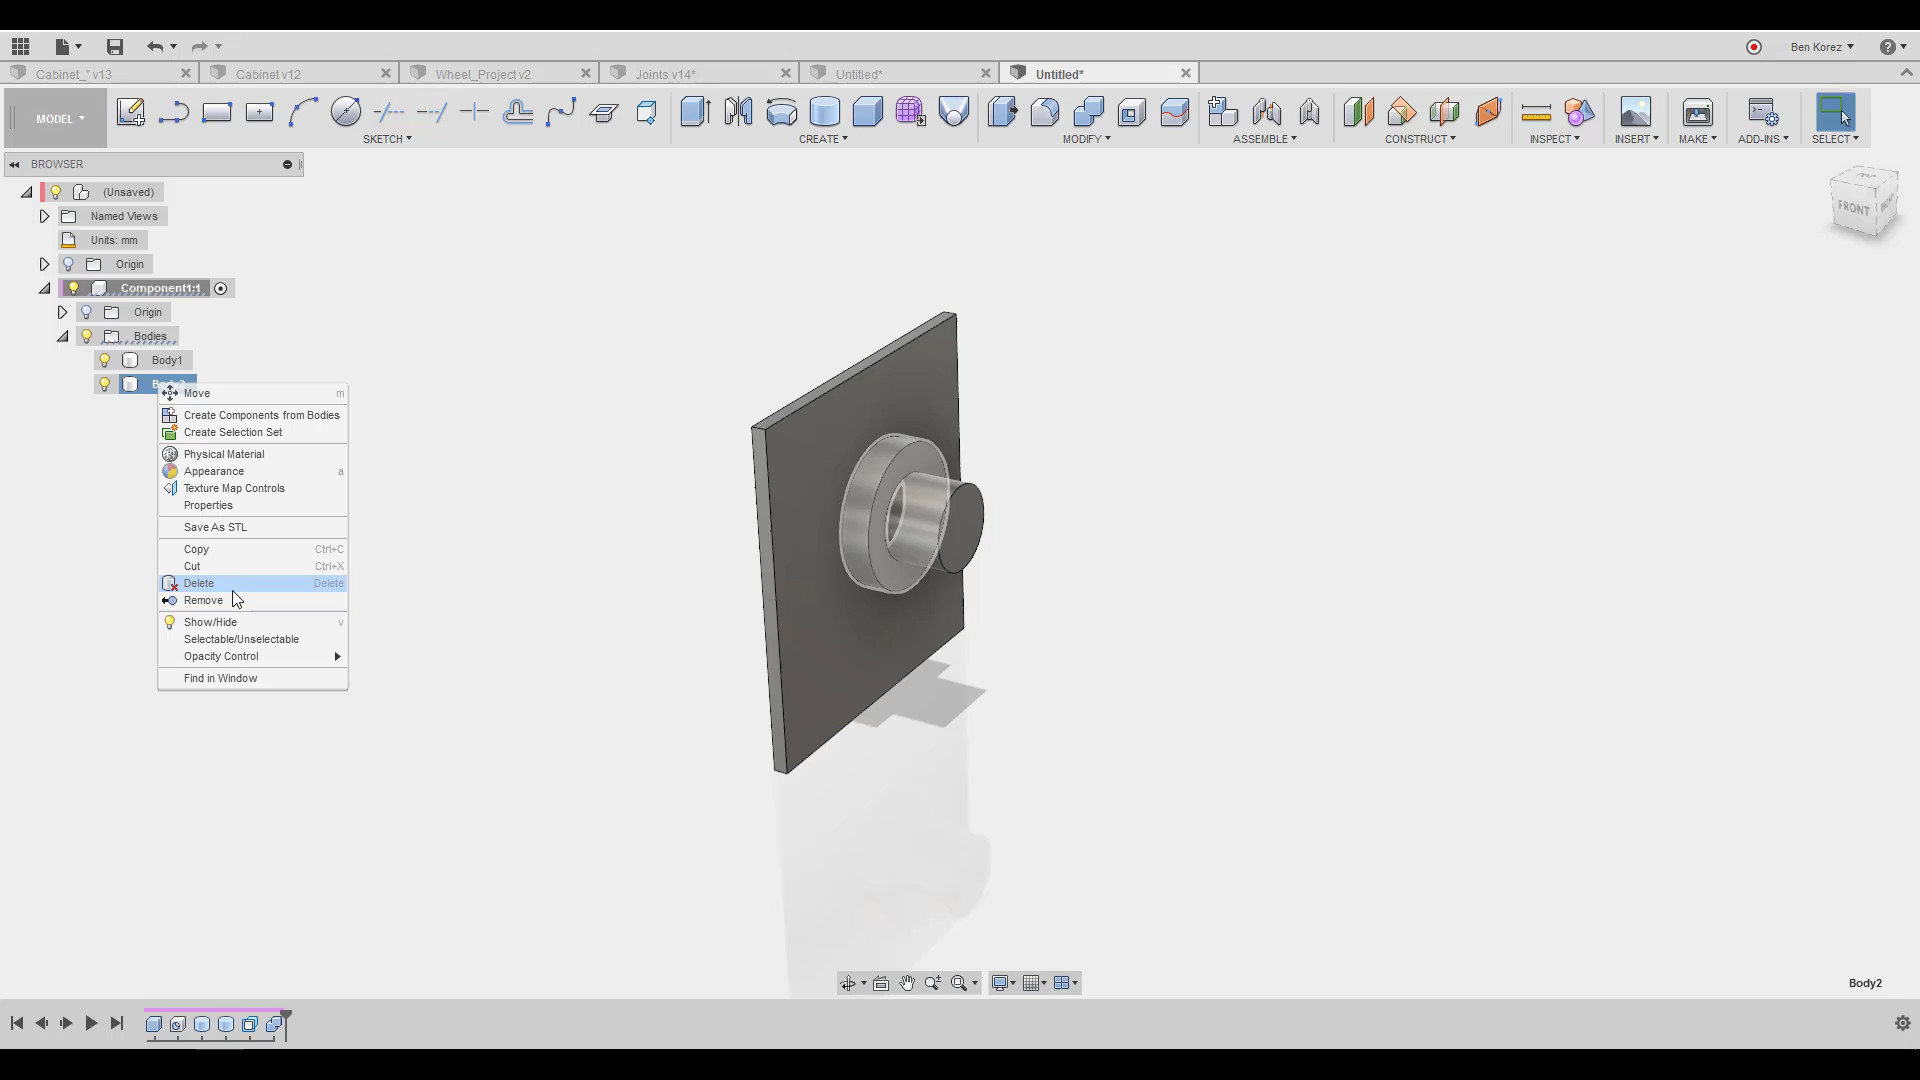 Ben Korez
Cabinet_" v13
Cabinet v12
Wheel_Project v2
Joints v14*
Untitled*
Untitled*
MODEL
SKETCH
CREATE
MODIFY
ASSEMBLE
CONSTRUCT
INSPECT
INSERT
MAKE
ADD-INS
SELECT
BROWSER
(Unsaved)
Named Views
Units: mm
Origin
Component1:1
Origin
Bodies
Body1
Move m
Create Components from Bodies
Create Selection Set
Physical Material
Appearance a
Texture Map Controls
Properties
Save As STL
Copy Ctrl+C
Cut Ctrl+X
Delete Delete
Remove
Show/Hide v
Selectable/Unselectable
Opacity Control
Find in Window
FRONT
Body2